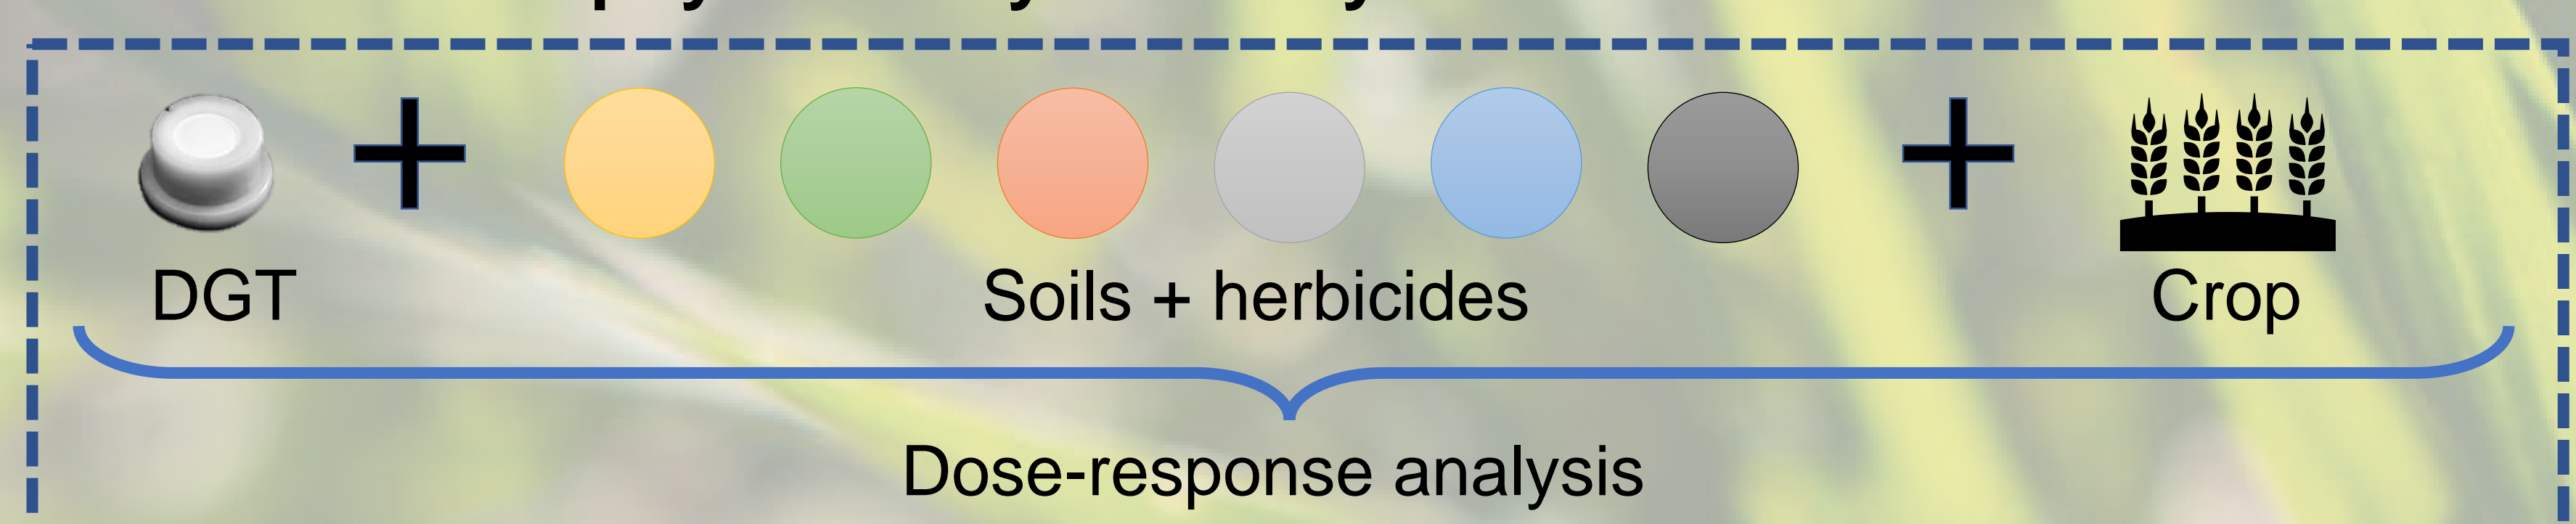 DGT
Soils + herbicides
Crop
Dose-response analysis